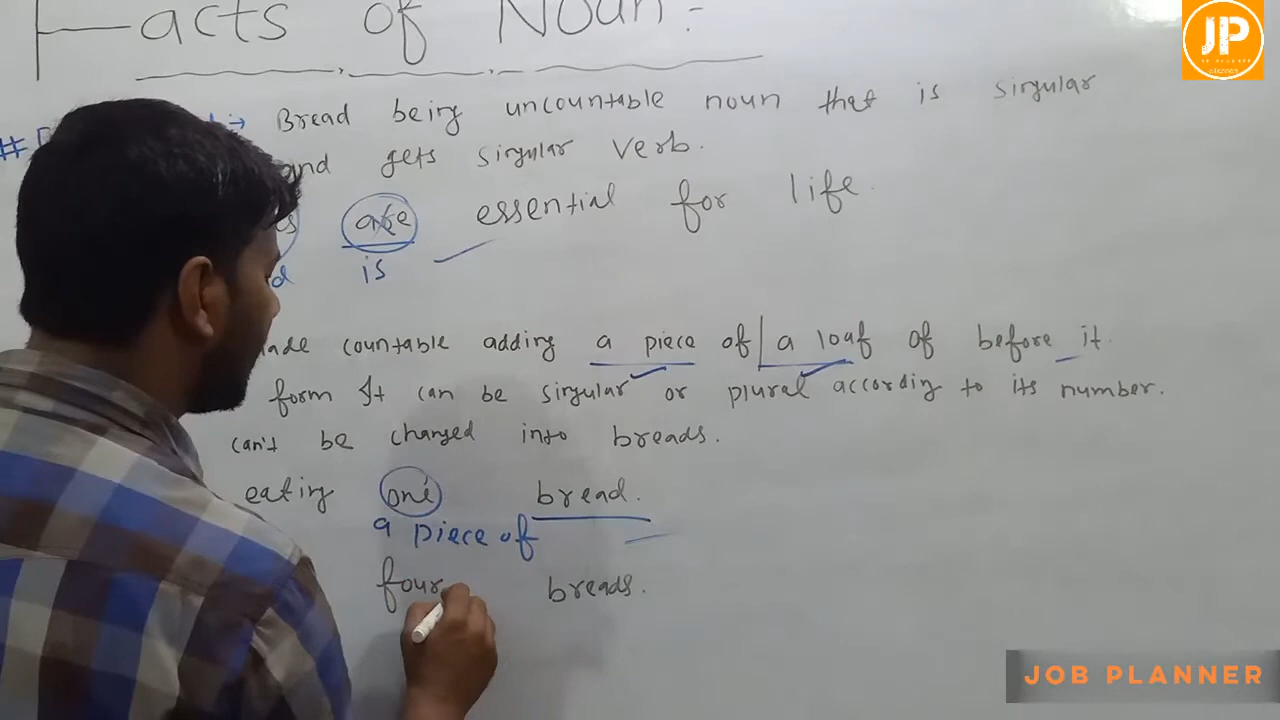 Facts of Noun :-
JP
Bread being uncountable noun that is singular
and gets singular verb.
are essential for life.
is
countable adding a piece of / a loaf of before it.
form It can be singular or plural according to its number.
can't be changed into breads.
eating one bread.
a piece of
four breads.
JOB PLANNER